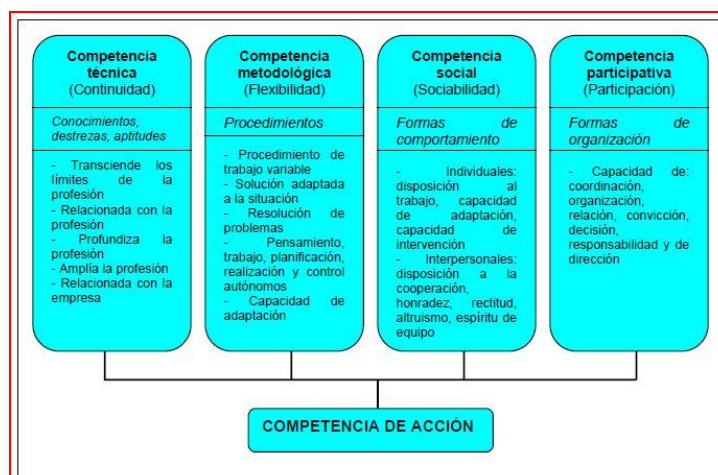 Competencia
técnica
(Continuidad)
Conocimientos,
destrezas, aptitudes
- Transciende los
límites de la
profesión
- Relacionada con la
profesión
- Profundiza la
profesión
- Amplía la profesión
- Relacionada con la
empresa
Competencia
metodológica
(Flexibilidad)
Procedimientos
- Procedimiento de
trabajo variable
- Solución adaptada
a la situación
- Resolución de
problemas
- Pensamiento,
trabajo, planificación,
realización y control
autónomos
- Capacidad de
adaptación
Competencia
social
(Sociabilidad)
Formas de
comportamiento
- Individuales:
disposición al
trabajo, capacidad
de adaptación,
capacidad de
intervención
- Interpersonales:
disposición a la
cooperación,
honradez, rectitud,
altruismo, espíritu de
equipo
Competencia
participativa
(Participación)
Formas de
organización
- Capacidad de:
coordinación,
organización,
relación, convicción,
decisión,
responsabilidad y de
dirección
COMPETENCIA DE ACCIÓN